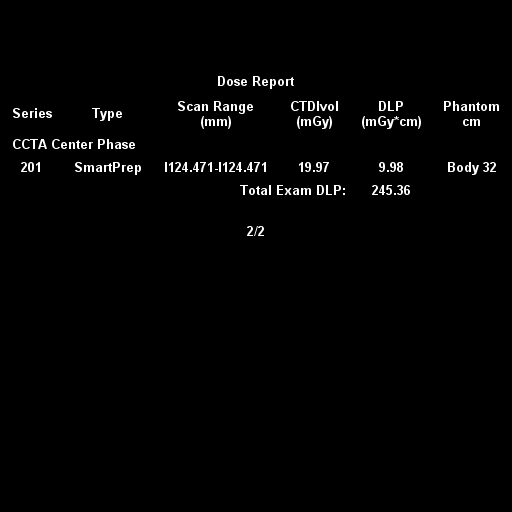 Dose Report
Series Type Scan Range (mm) CTDIvol (mGy) DLP (mGy*cm) Phantom cm
CCTA Center Phase
201 SmartPrep I124.471-I124.471 19.97 9.98 Body 32
Total Exam DLP: 245.36
2/2